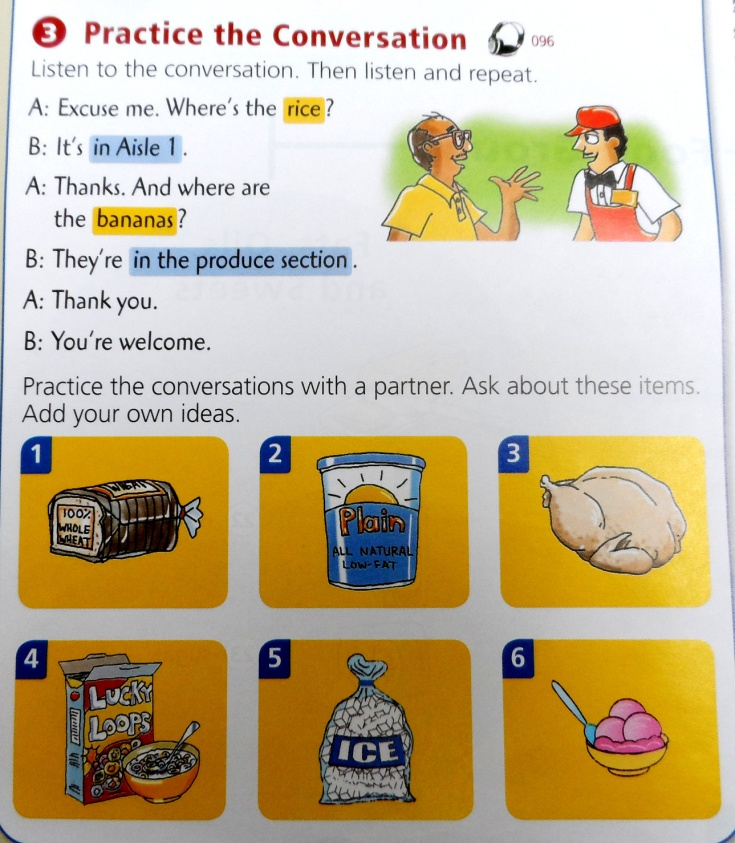 3 Practice the Conversation 096
Listen to the conversation. Then listen and repeat.
A: Excuse me. Where's the rice?
B: It's in Aisle 1.
A: Thanks. And where are
the bananas?
B: They're in the produce section.
A: Thank you.
B: You're welcome.
Practice the conversations with a partner. Ask about these items.
Add your own ideas.
1
WHEAT
100%
WHOLE
WHEAT
2
Plain
ALL NATURAL
LOW-FAT
3
4
LUCKY
LOOPS
5
ICE
6